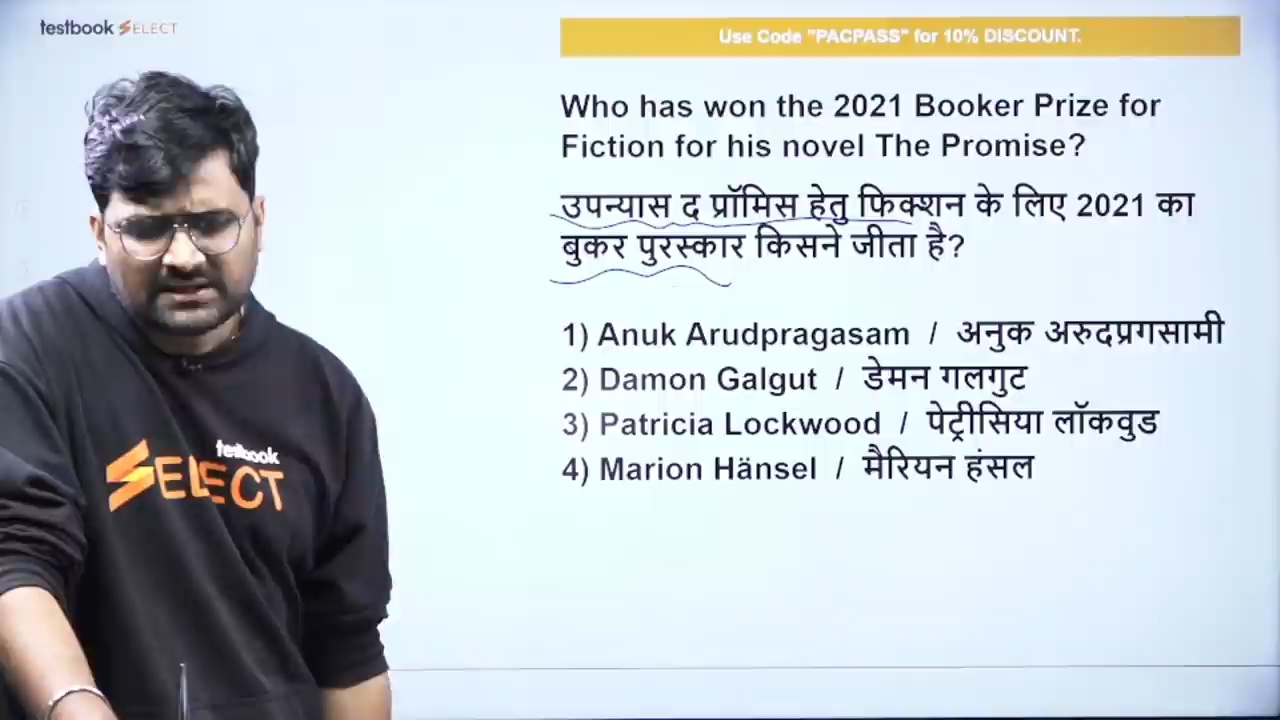 testbook SELECT
Use Code "PACPASS" for 10% DISCOUNT.
Who has won the 2021 Booker Prize for
Fiction for his novel The Promise?
उपन्यास द प्रॉमिस हेतु फिक्शन के लिए 2021 का
बुकर पुरस्कार किसने जीता है?
1) Anuk Arudpragasam / अनुक अरुदप्रगसामी
2) Damon Galgut / डेमन गलगुट
3) Patricia Lockwood / पेट्रीसिया लॉकवुड
4) Marion Hänsel / मैरियन हंसल
testbook
SELECT